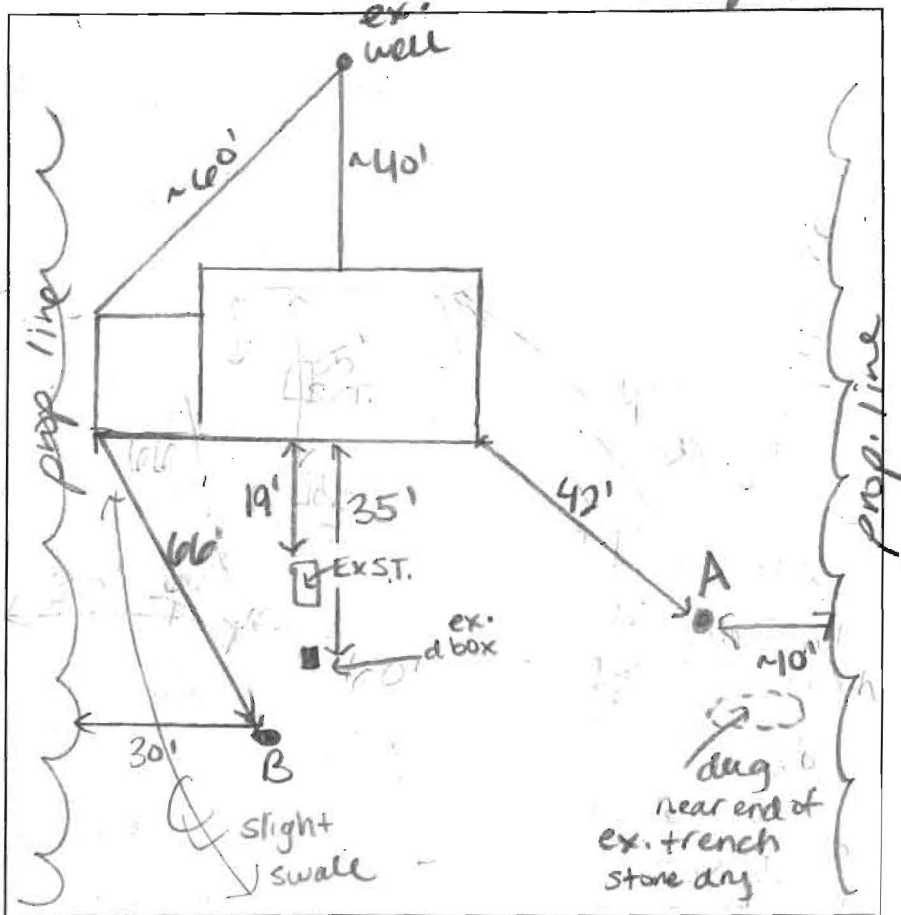 ex.
well
~60'
~40'
prop line
prop. line
19'
35'
42'
66'
Ex S.T.
A
ex.
d box
~10'
30'
B
dug
near end of
ex. trench
stone dry
slight
swale